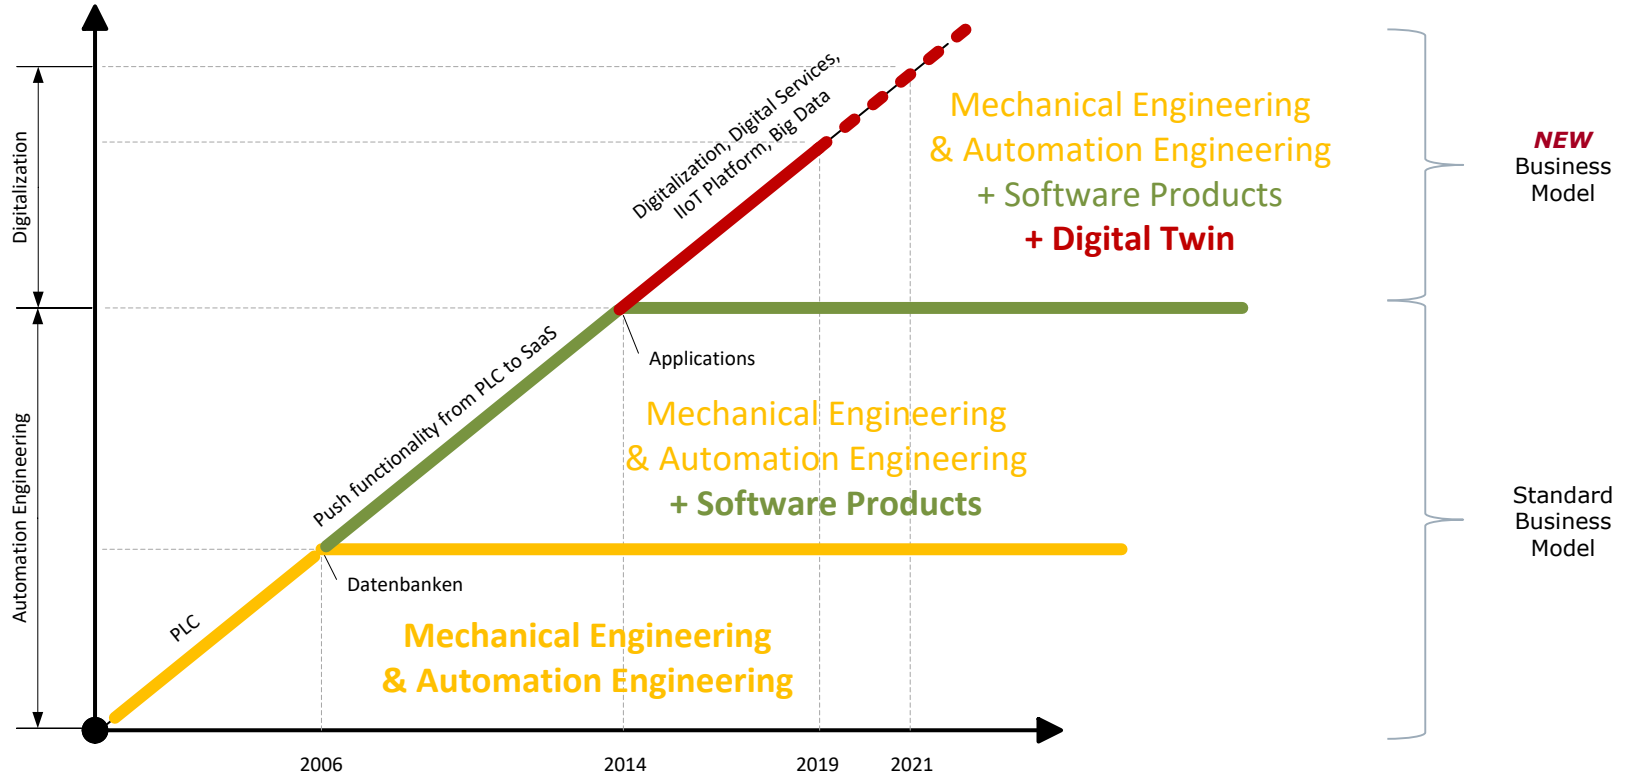 Digitalization
Automation Engineering
Digitalization, Digital Services,
IIoT Platform, Big Data
Mechanical Engineering
& Automation Engineering
+ Software Products
+ Digital Twin
NEW
Business
Model
Push functionality from PLC to SaaS
Applications
Mechanical Engineering
& Automation Engineering
+ Software Products
Standard
Business
Model
PLC
Datenbanken
Mechanical Engineering
& Automation Engineering
2006
2014
2019
2021